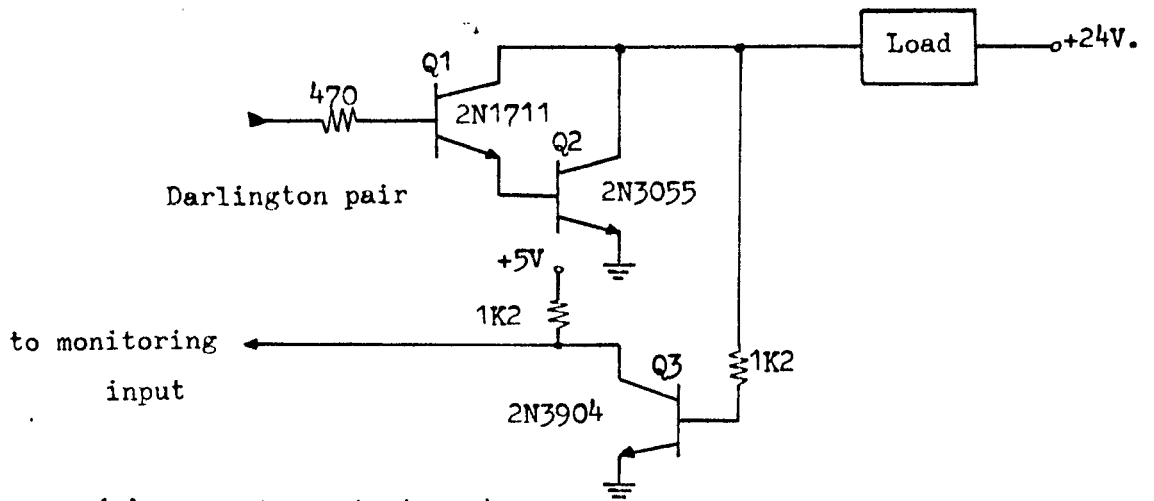 Load
+24V.
Q1
470
2N1711
Q2
Darlington pair
2N3055
+5V
1K2
to monitoring
input
Q3
1K2
2N3904